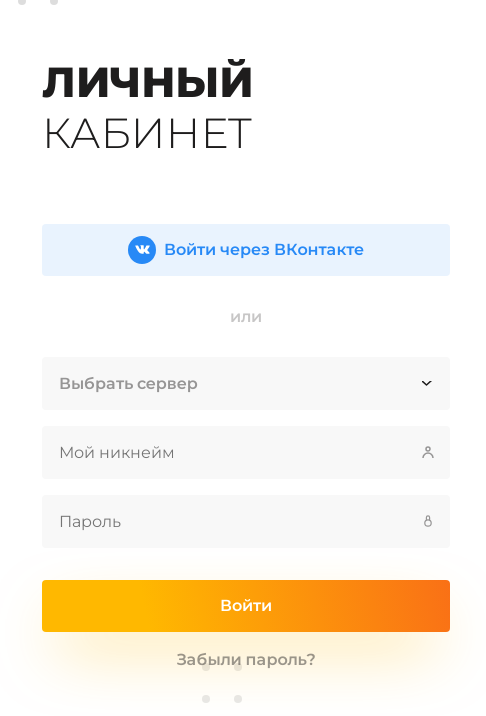 ЛИЧНЫЙ
КАБИНЕТ
Войти через ВКонтакте
или
Выбрать сервер
Мой никнейм
Пароль
Войти
Забыли пароль?